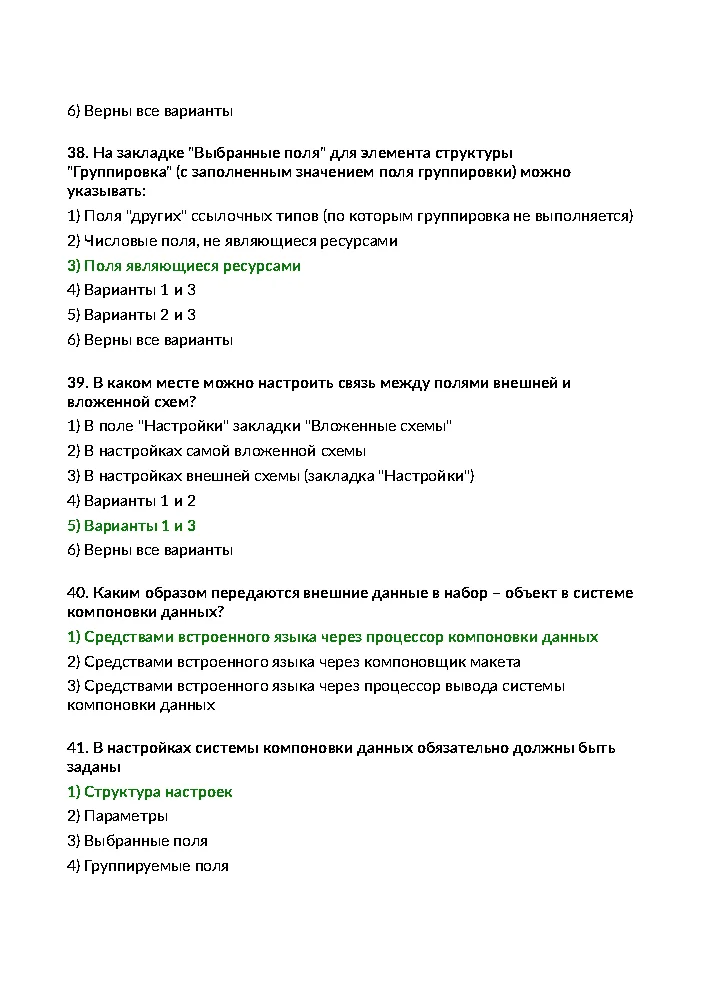 6) Верны все варианты
38. На закладке "Выбранные поля" для элемента структуры
"Группировка" (с заполненным значением поля группировки) можно
указывать:
1) Поля "других" ссылочных типов (по которым группировка не выполняется)
2) Числовые поля, не являющиеся ресурсами
3) Поля являющиеся ресурсами
4) Варианты 1 и 3
5) Варианты 2 и 3
6) Верны все варианты
39. В каком месте можно настроить связь между полями внешней и
вложенной схем?
1) В поле "Настройки" закладки "Вложенные схемы"
2) В настройках самой вложенной схемы
3) В настройках внешней схемы (закладка "Настройки")
4) Варианты 1 и 2
5) Варианты 1 и 3
6) Верны все варианты
40. Каким образом передаются внешние данные в набор – объект в системе
компоновки данных?
1) Средствами встроенного языка через процессор компоновки данных
2) Средствами встроенного языка через компоновщик макета
3) Средствами встроенного языка через процессор вывода системы
компоновки данных
41. В настройках системы компоновки данных обязательно должны быть
заданы
1) Структура настроек
2) Параметры
3) Выбранные поля
4) Группируемые поля